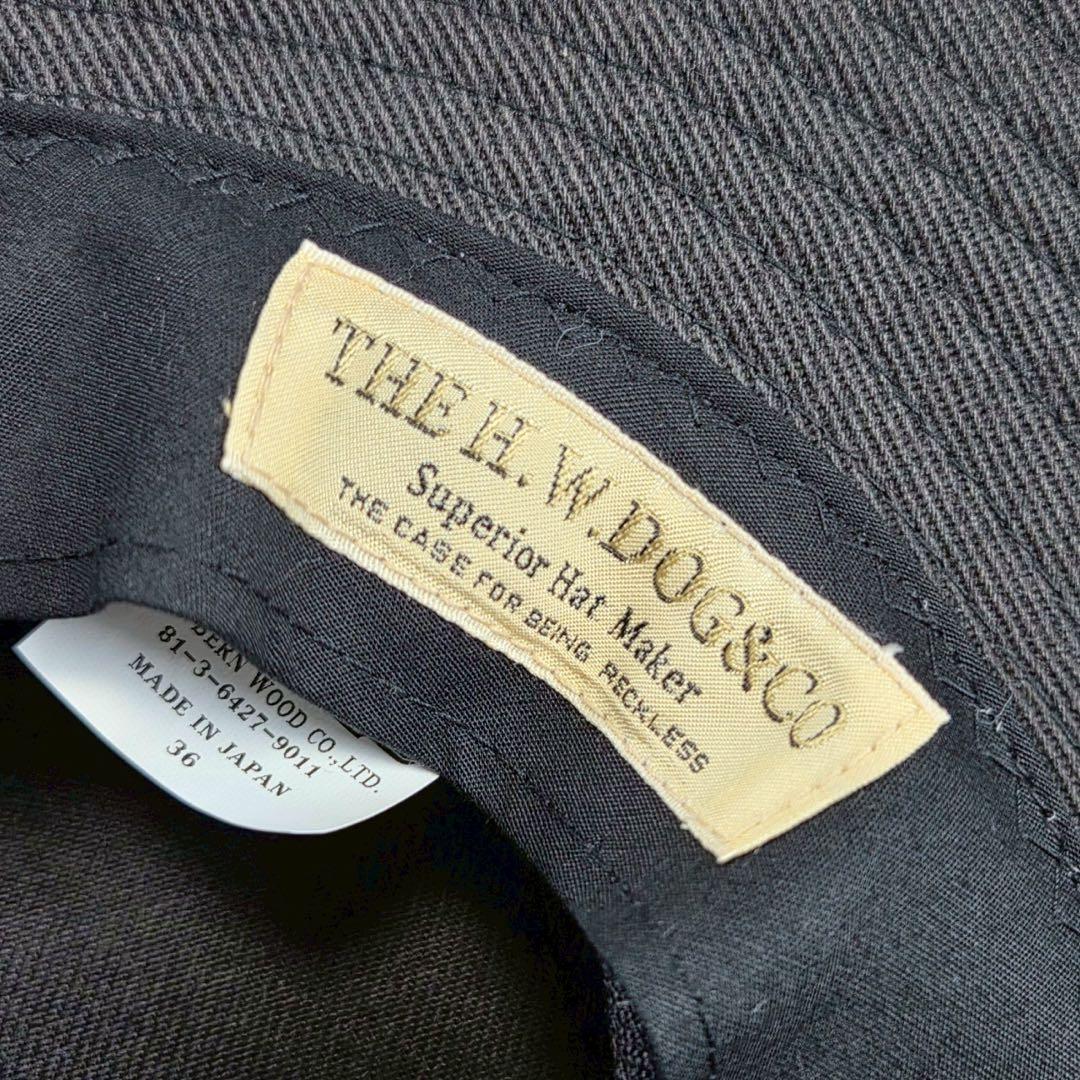 THE H.W.DOG&CO
Superior Hat Maker
THE CASE FOR BEING RECKLESS
BERN WOOD CO.,LTD.
81-3-6427-9011
MADE IN JAPAN
36